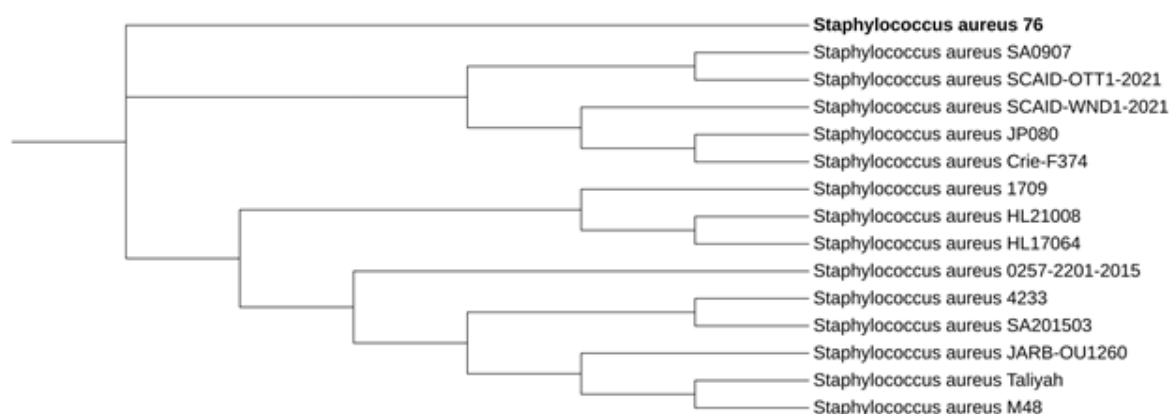 Staphylococcus aureus 76
Staphylococcus aureus SA0907
Staphylococcus aureus SCAID-OTT1-2021
Staphylococcus aureus SCAID-WND1-2021
Staphylococcus aureus JP080
Staphylococcus aureus Crie-F374
Staphylococcus aureus 1709
Staphylococcus aureus HL21008
Staphylococcus aureus HL17064
Staphylococcus aureus 0257-2201-2015
Staphylococcus aureus 4233
Staphylococcus aureus SA201503
Staphylococcus aureus JARB-OU1260
Staphylococcus aureus Taliyah
Staphylococcus aureus M48